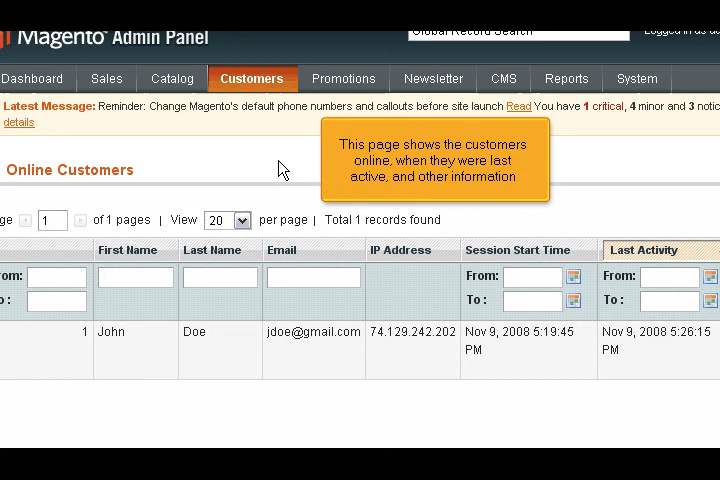 Magento Admin Panel
Global Record Search
Logged in as
Dashboard Sales Catalog Customers Promotions Newsletter CMS Reports System
Latest Message: Reminder: Change Magento's default phone numbers and callouts before site launch Read You have 1 critical, 4 minor and 3
details
This page shows the customers
online, when they were last
active, and other information
Online Customers
1 of 1 pages | View 20 per page | Total 1 records found
First Name Last Name Email IP Address Session Start Time Last Activity
From: From: From:
To : To :
1 John Doe jdoe@gmail.com 74.129.242.202 Nov 9, 2008 5:19:45 Nov 9, 2008 5:26:15
PM PM